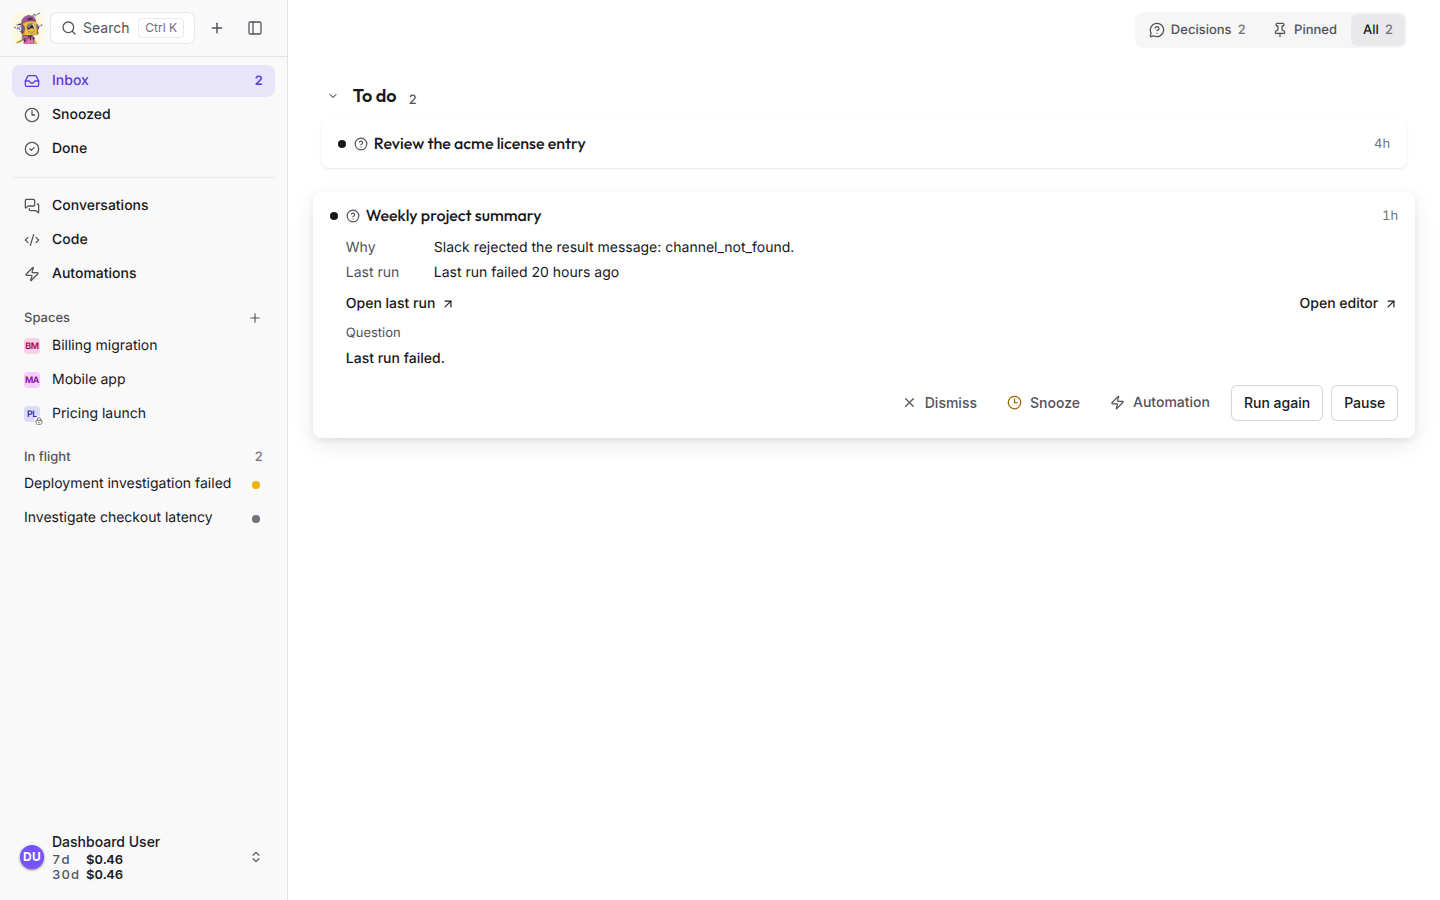 Search Ctrl K
Inbox 2
Snoozed
Done
Conversations
Code
Automations
Spaces
BM Billing migration
MA Mobile app
PL Pricing launch
In flight 2
Deployment investigation failed
Investigate checkout latency
DU Dashboard User
7d $0.46
30d $0.46
Decisions 2 Pinned All 2
To do 2
Review the acme license entry 4h
Weekly project summary 1h
Why Slack rejected the result message: channel_not_found.
Last run Last run failed 20 hours ago
Open last run Open editor
Question
Last run failed.
Dismiss Snooze Automation Run again Pause